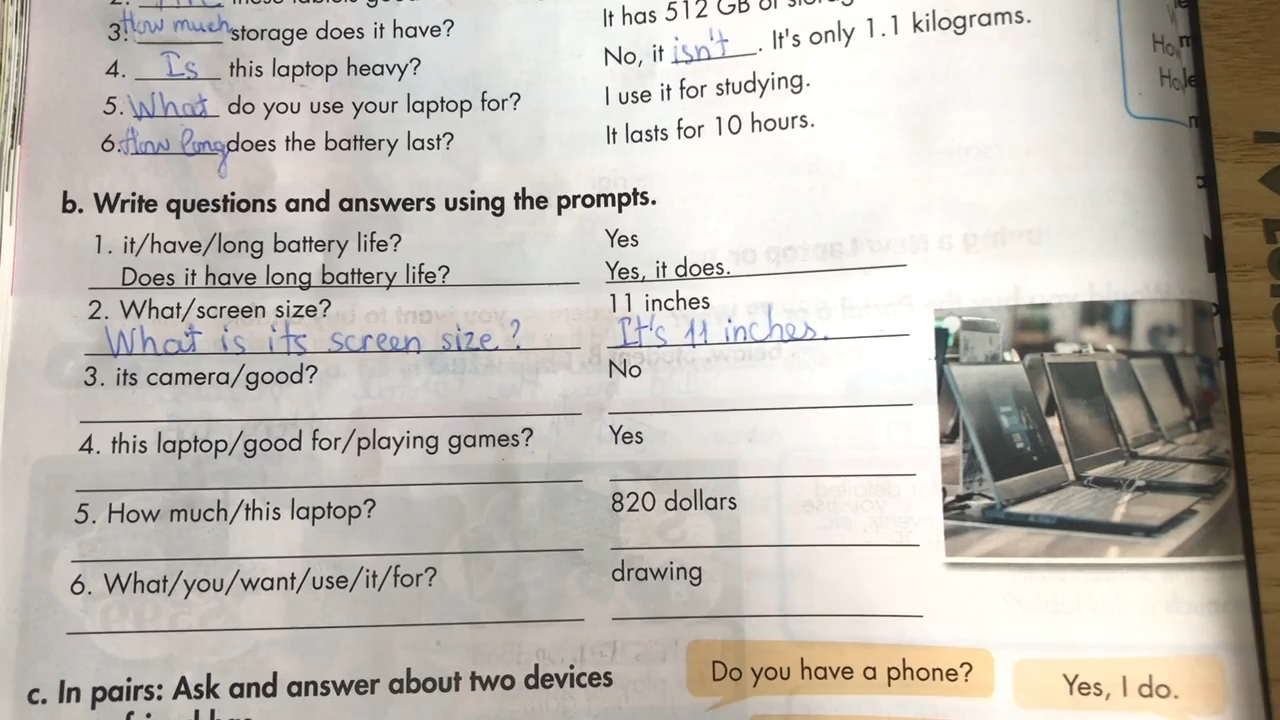 3. How much storage does it have? It has 512 GB of
4. Is this laptop heavy? No, it isn't. It's only 1.1 kilograms.
5. What do you use your laptop for? I use it for studying.
6. How long does the battery last? It lasts for 10 hours.
b. Write questions and answers using the prompts.
1. it/have/long battery life? Yes
Does it have long battery life? Yes, it does.
2. What/screen size? 11 inches
What is its screen size? It's 11 inches.
3. its camera/good? No
4. this laptop/good for/playing games? Yes
5. How much/this laptop? 820 dollars
6. What/you/want/use/it/for? drawing
c. In pairs: Ask and answer about two devices
Do you have a phone?
Yes, I do.